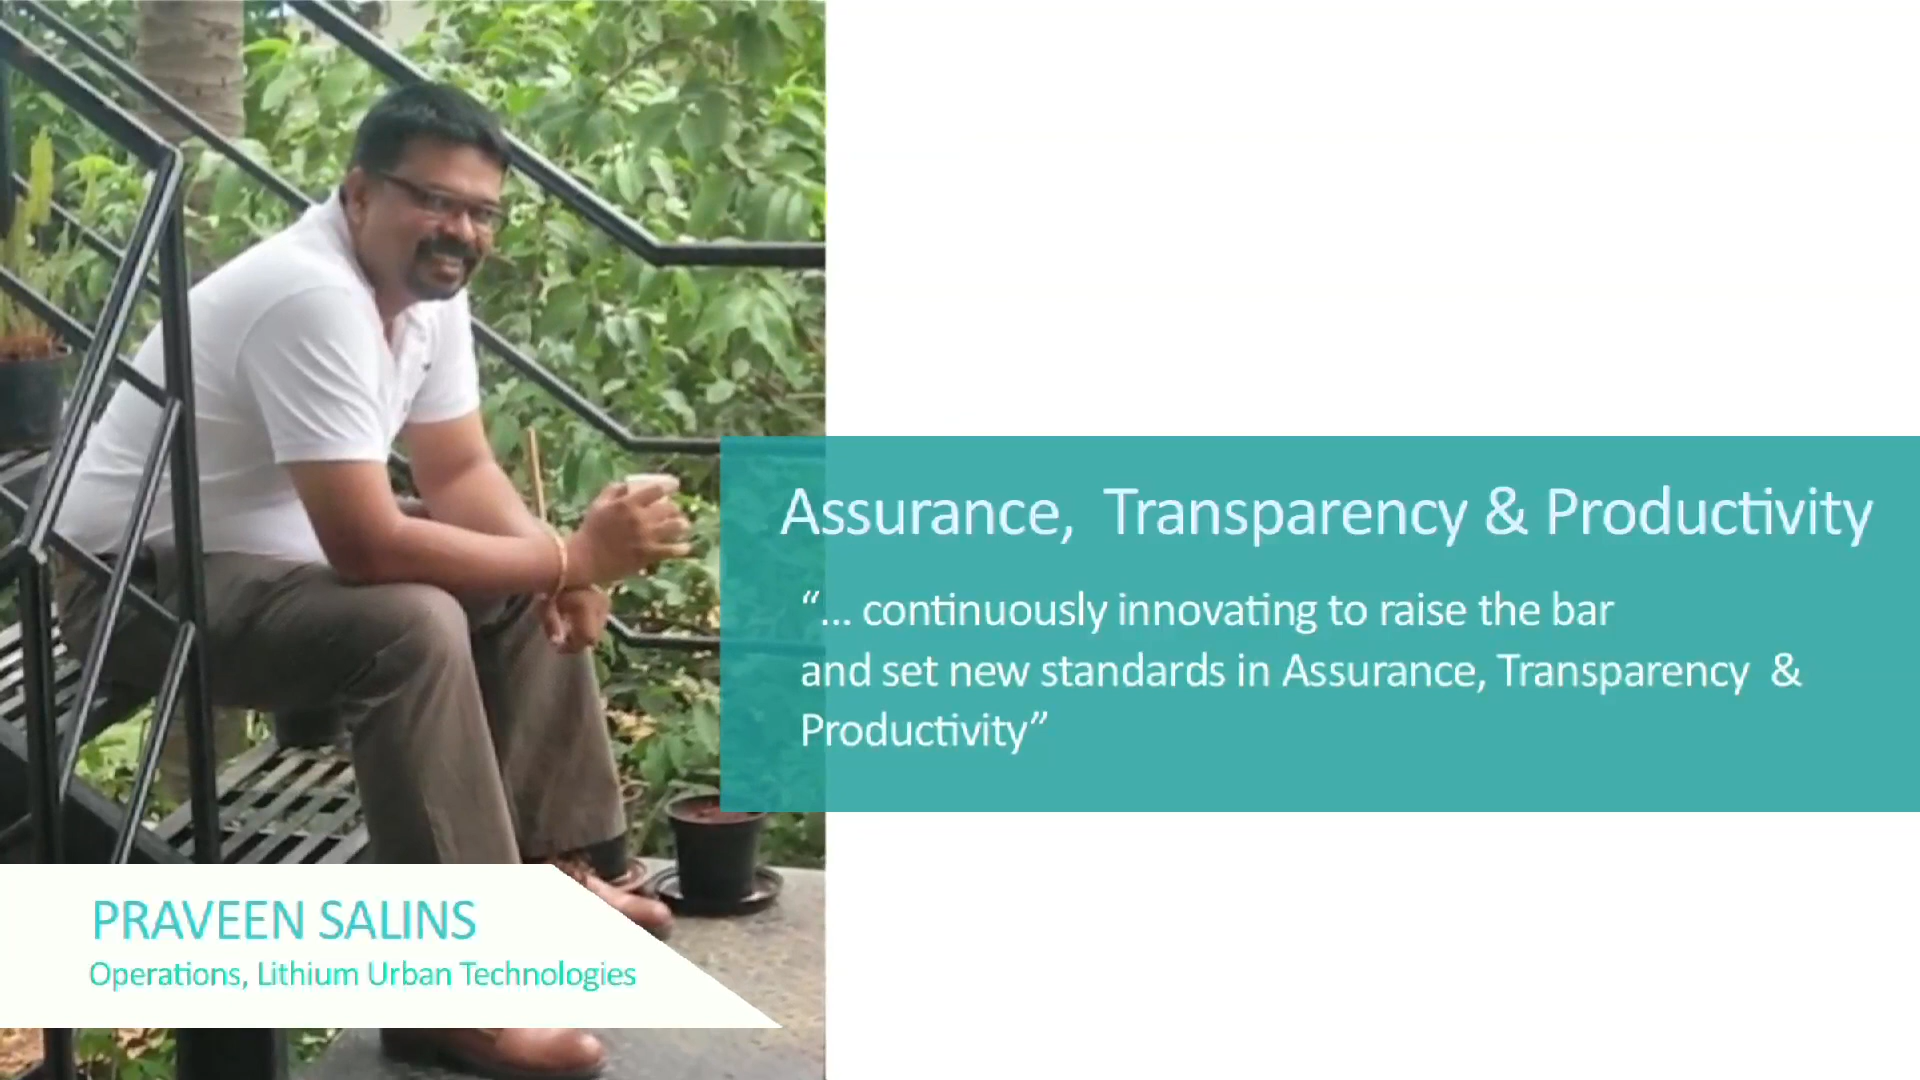 Assurance, Transparency & Productivity
“... continuously innovating to raise the bar
and set new standards in Assurance, Transparency &
Productivity”
PRAVEEN SALINS
Operations, Lithium Urban Technologies